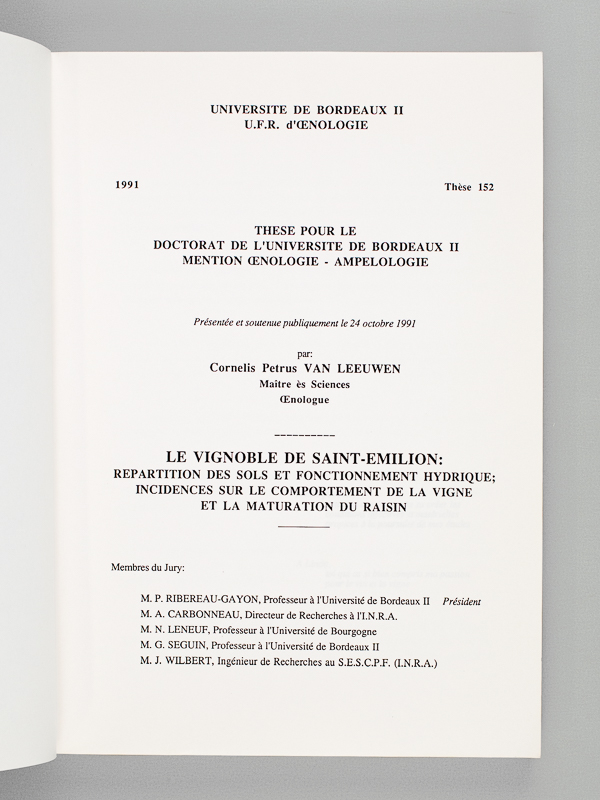 UNIVERSITE DE BORDEAUX II
U.F.R. d'ŒNOLOGIE
1991 Thèse 152
THESE POUR LE
DOCTORAT DE L'UNIVERSITE DE BORDEAUX II
MENTION ŒNOLOGIE - AMPELOLOGIE
Présentée et soutenue publiquement le 24 octobre 1991
par:
Cornelis Petrus VAN LEEUWEN
Maitre ès Sciences
Œnologue
LE VIGNOBLE DE SAINT-EMILION:
REPARTITION DES SOLS ET FONCTIONNEMENT HYDRIQUE;
INCIDENCES SUR LE COMPORTEMENT DE LA VIGNE
ET LA MATURATION DU RAISIN
Membres du Jury:
M. P. RIBEREAU-GAYON, Professeur à l'Université de Bordeaux II Président
M. A. CARBONNEAU, Directeur de Recherches à l'I.N.R.A.
M. N. LENEUF, Professeur à l'Université de Bourgogne
M. G. SEGUIN, Professeur à l'Université de Bordeaux II
M. J. WILBERT, Ingénieur de Recherches au S.E.S.C.P.F. (I.N.R.A.)